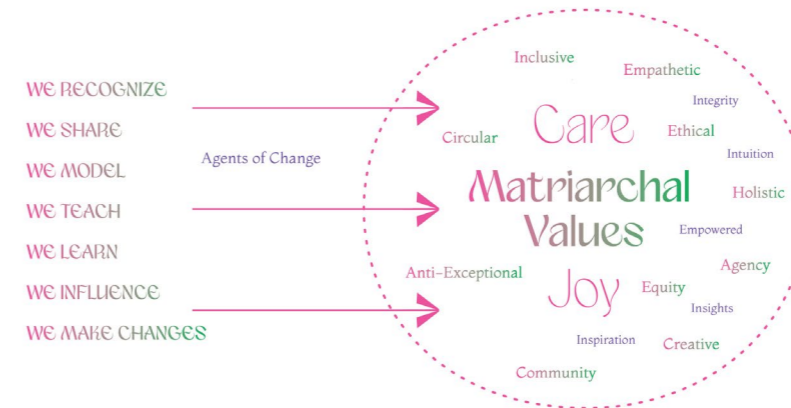 WE RECOGNIZE
WE SHARE
WE MODEL
WE TEACH
WE LEARN
WE INFLUENCE
WE MAKE CHANGES
Agents of Change
Inclusive
Empathetic
Integrity
Care
Circular
Ethical
Intuition
Matriarchal
Values
Holistic
Empowered
Anti-Exceptional
Agency
Joy
Equity
Insights
Inspiration
Creative
Community